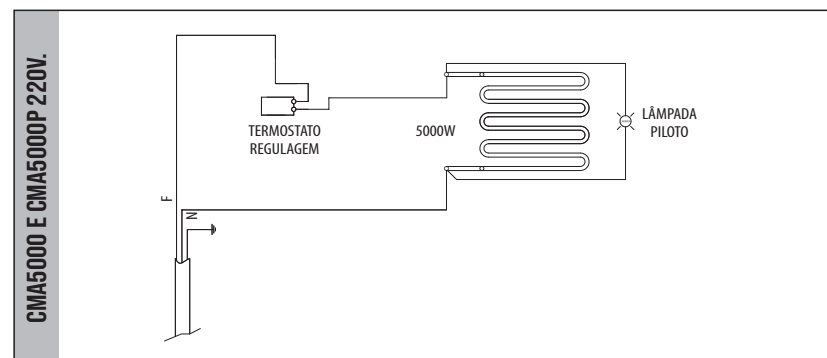 CMA5000 E CMA5000P 220V.
TERMOSTATO
REGULAGEM
5000W
LÂMPADA
PILOTO
F
N